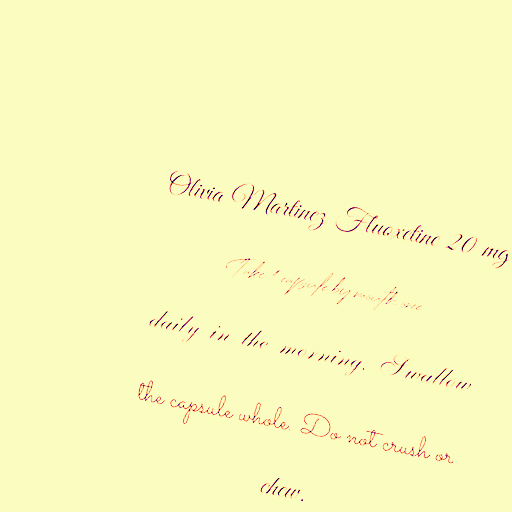 Olivia Martinez Fluoxetine 20 mg
Take 1 capsule by mouth once
daily in the morning. Swallow
the capsule whole. Do not crush or
chew.